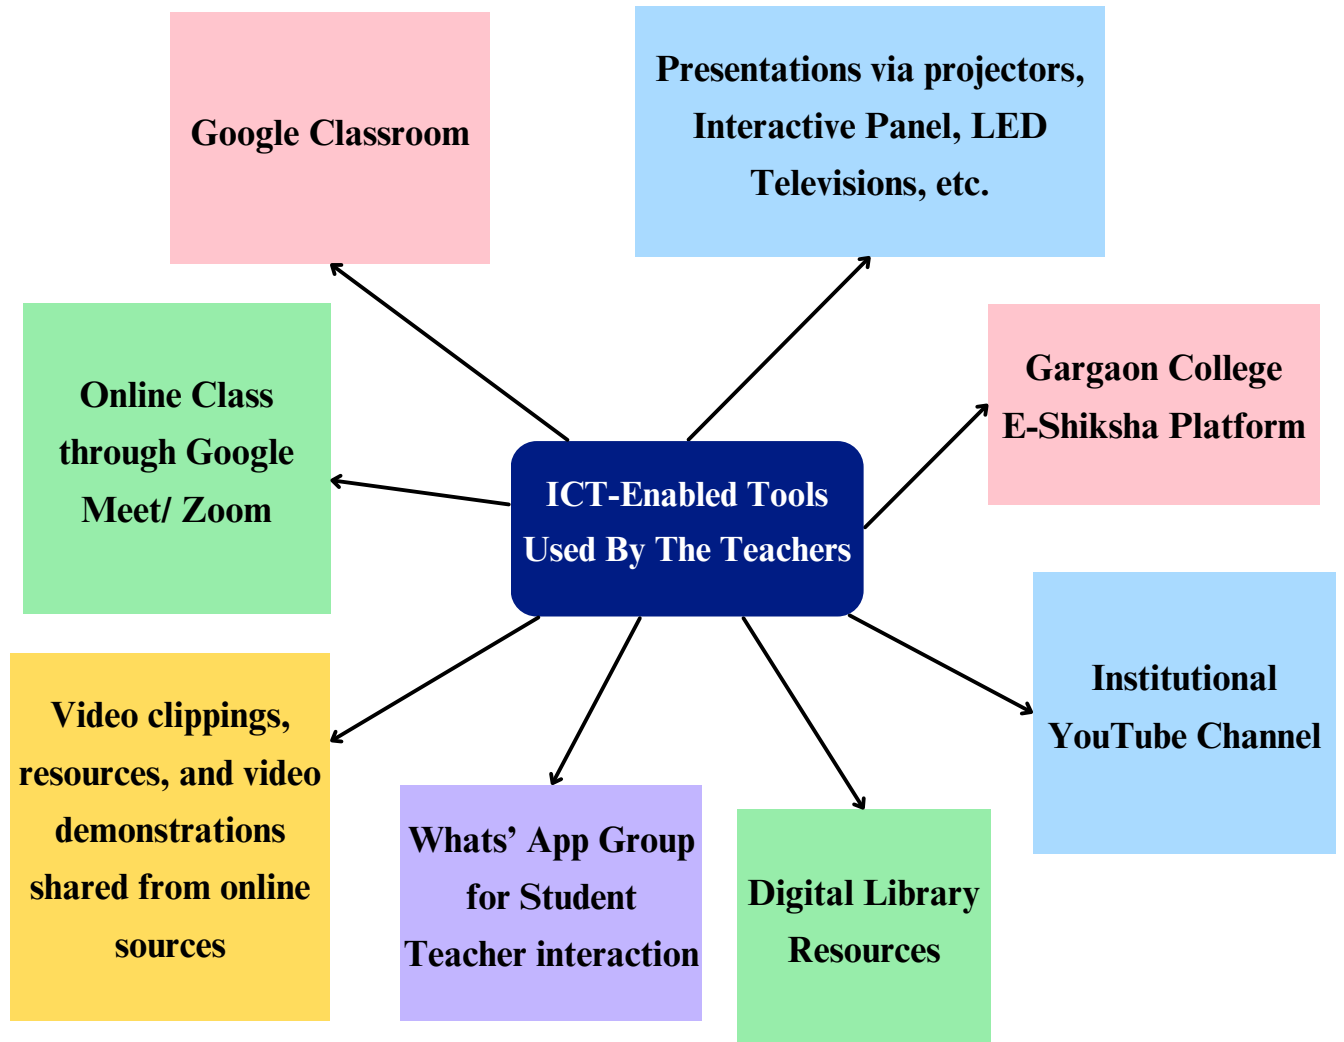 Google Classroom
Presentations via projectors,
Interactive Panel, LED
Televisions, etc.
Online Class
through Google
Meet/ Zoom
Gargaon College
E-Shiksha Platform
ICT-Enabled Tools
Used By The Teachers
Institutional
YouTube Channel
Video clippings,
resources, and video
demonstrations
shared from online
sources
Whats’ App Group
for Student
Teacher interaction
Digital Library
Resources